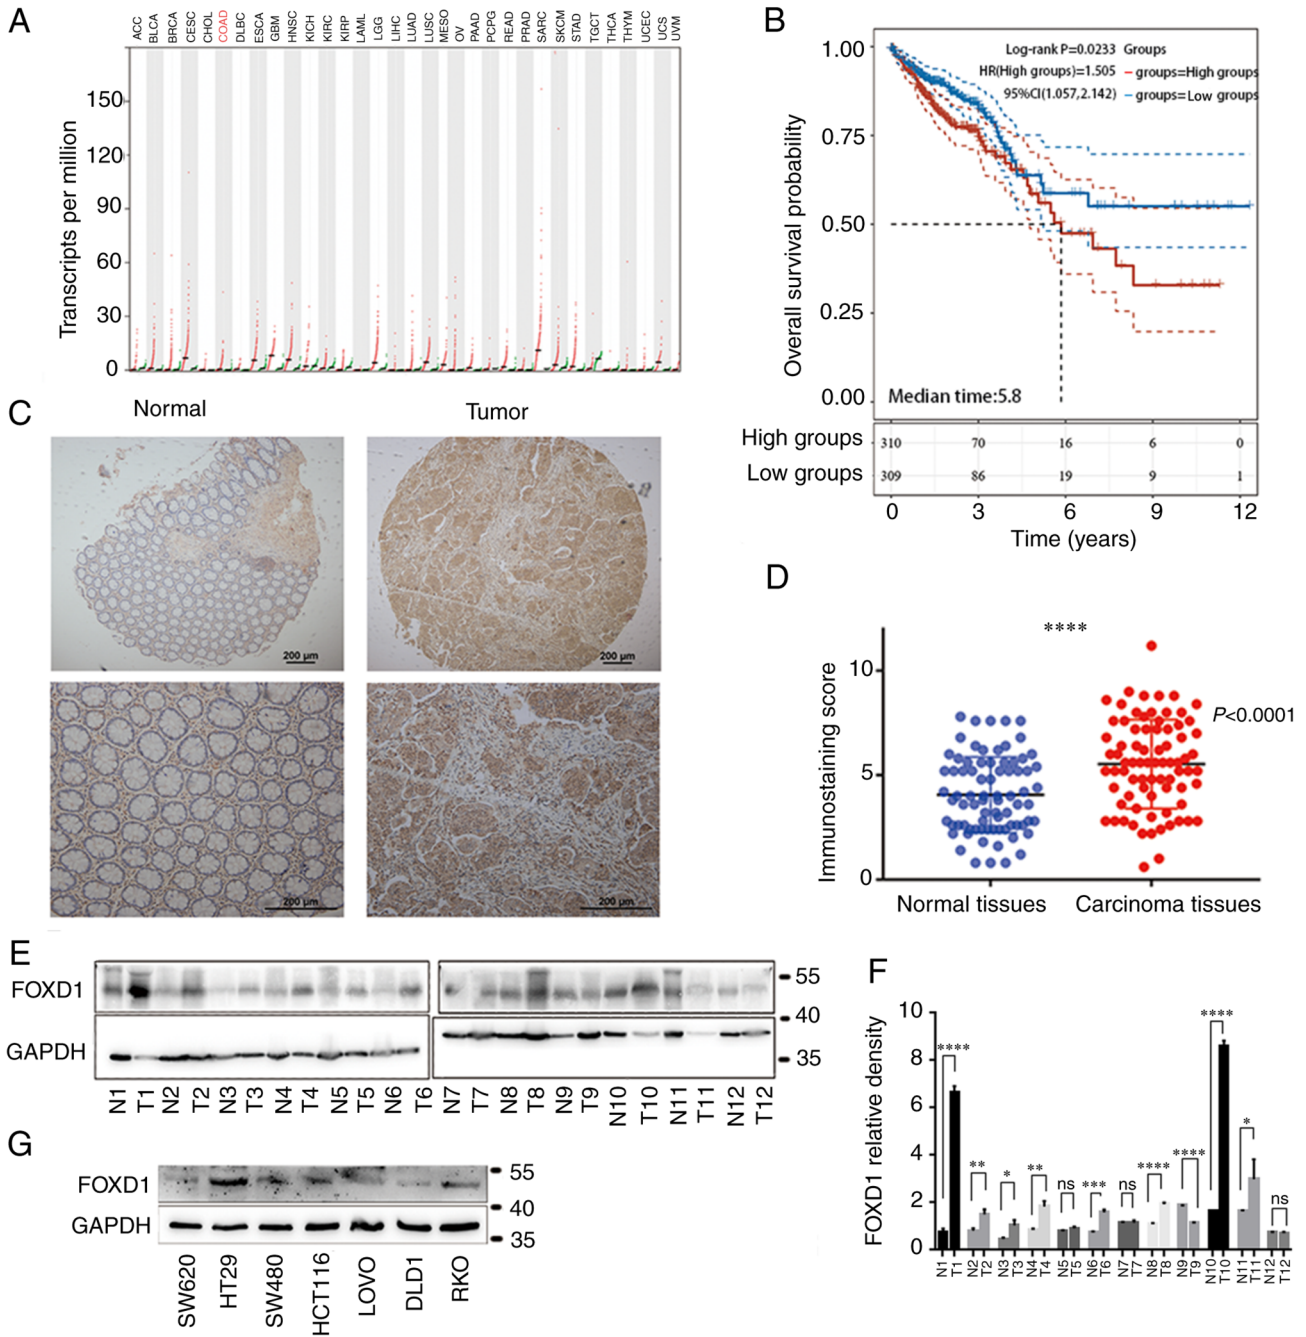 A
ACC
BLCA
BRCA
CESC
CHOL
COAD
DLBC
ESCA
GBM
HNSC
KICH
KIRC
KIRP
LAML
LGG
LIHC
LUAD
LUSC
MESO
OV
PAAD
PCPG
READ
PRAD
SARC
SKCM
STAD
TGCT
THCA
THYM
UCEC
UCS
UVM
Transcripts per million
150
120
90
60
30
0
B
Log-rank P=0.0233 Groups
HR(High groups)=1.505 groups=High groups
95%CI(1.057,2.142) groups=Low groups
Overall survival probability
1.00
0.75
0.50
0.25
0.00
Median time:5.8
High groups 310 70 16 6 0
Low groups 309 86 19 9 1
0 3 6 9 12
Time (years)
C
Normal Tumor
200 µm 200 µm
200 µm 200 µm
D
Immunostaining score
10
5
0
****
P<0.0001
Normal tissues Carcinoma tissues
E
FOXD1
GAPDH
55
40
35
N1 T1 N2 T2 N3 T3 N4 T4 N5 T5 N6 T6 N7 T7 N8 T8 N9 T9 N10 T10 N11 T11 N12 T12
F
FOXD1 relative density
10
8
6
4
2
0
**** ** * ** ns *** ns **** **** **** * ns
N1 T1 N2 T2 N3 T3 N4 T4 N5 T5 N6 T6 N7 T7 N8 T8 N9 T9 N10 T10 N11 T11 N12 T12
G
FOXD1
GAPDH
55
40
35
SW620 HT29 SW480 HCT116 LOVO DLD1 RKO